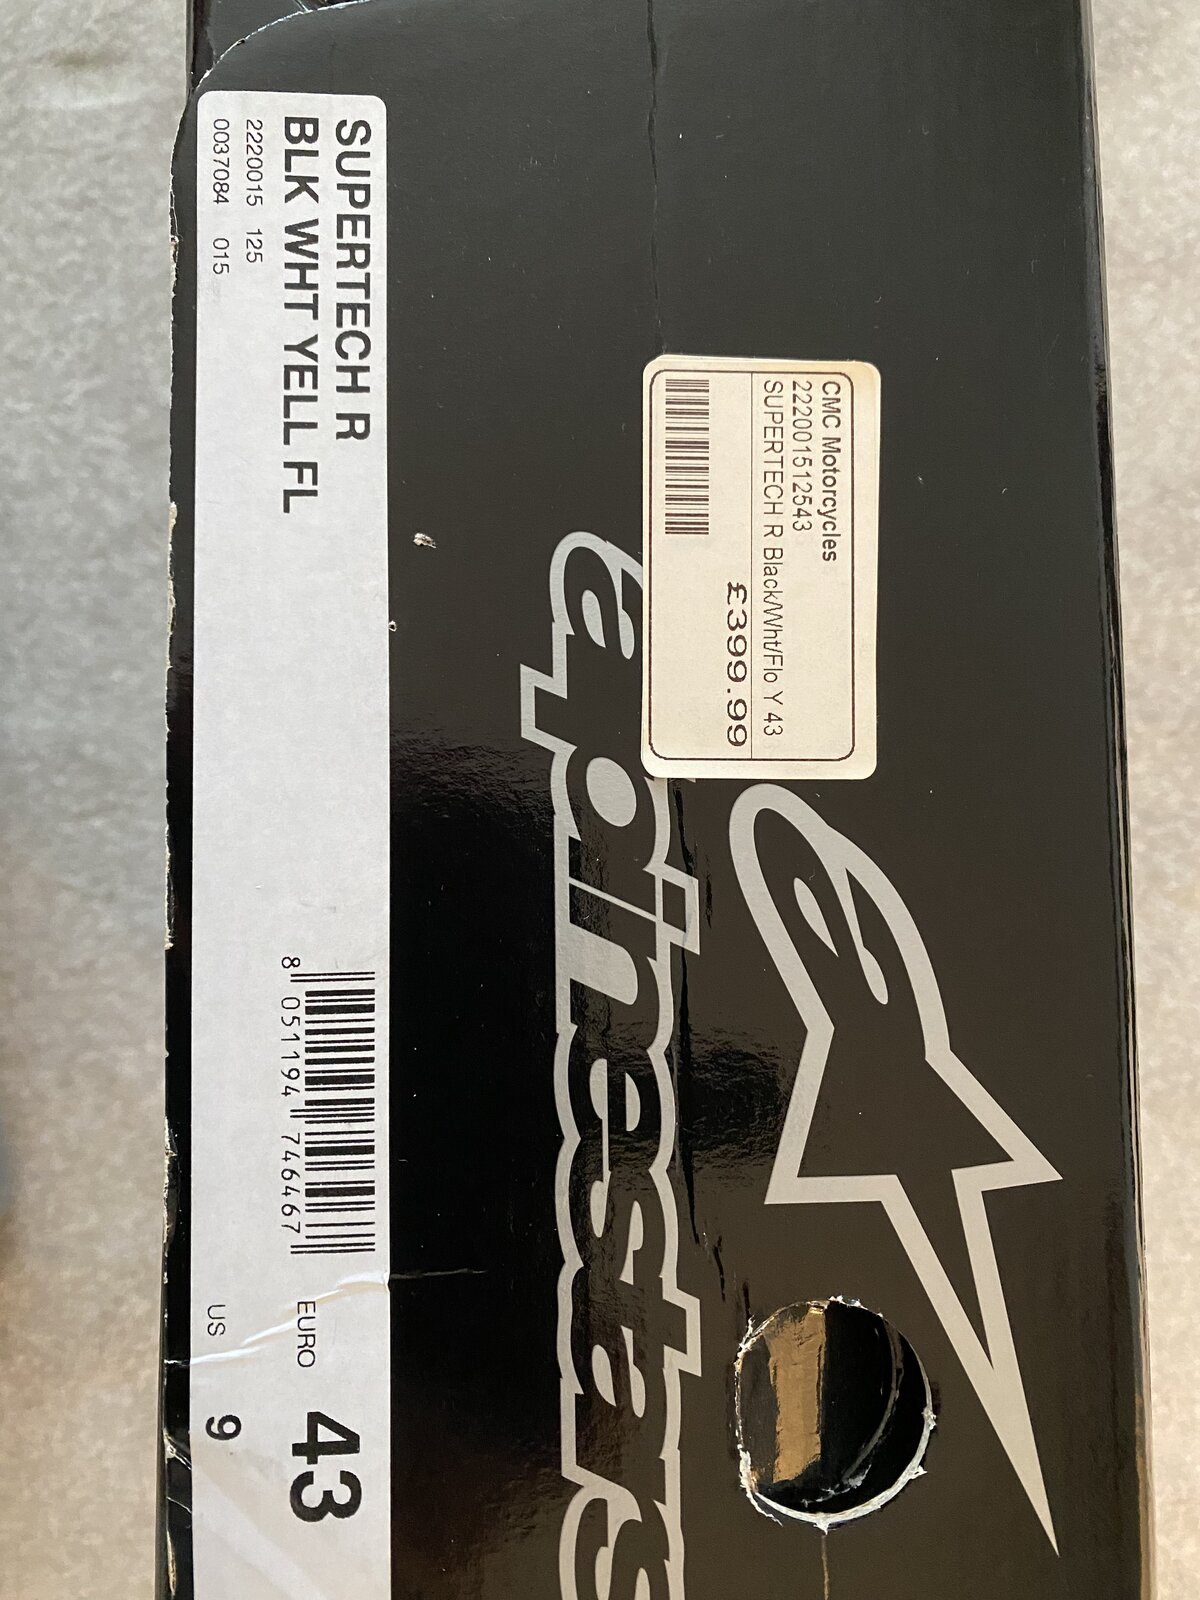 SUPERTECH R
BLK WHT YELL FL
2220015 125
0037084 015
8 051194 746467
EURO 43
US 9
CMC Motorcycles
222001512543
SUPERTECH R Black/Wht/Flo Y 43
£399.99
alpinestars